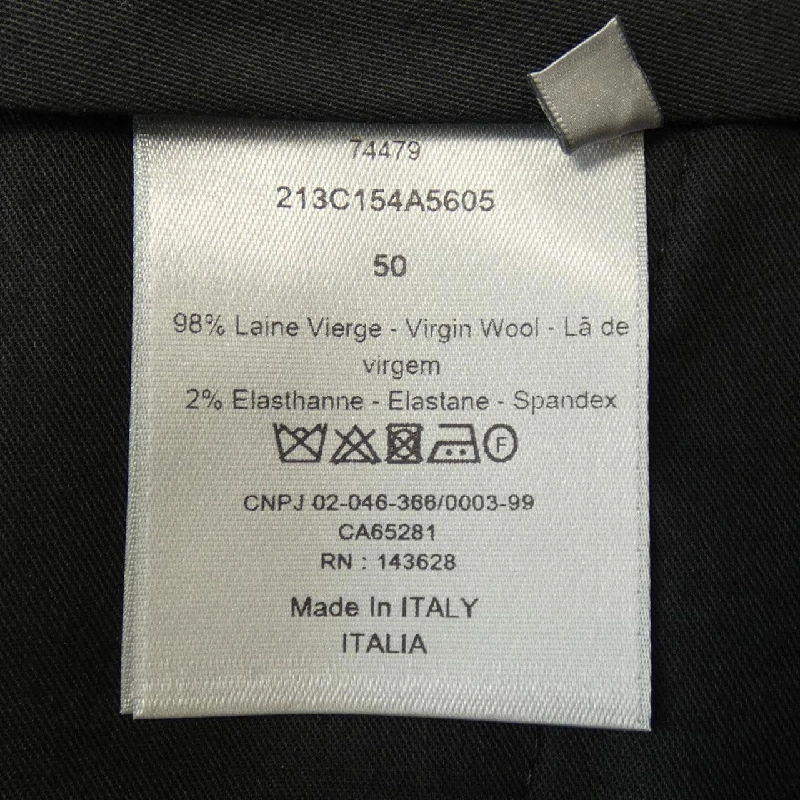 74479
213C154A5605
50
98% Laine Vierge - Virgin Wool - Lã de
virgem
2% Elasthanne - Elastane - Spandex
F
CNPJ 02-046-366/0003-99
CA65281
RN : 143628
Made In ITALY
ITALIA